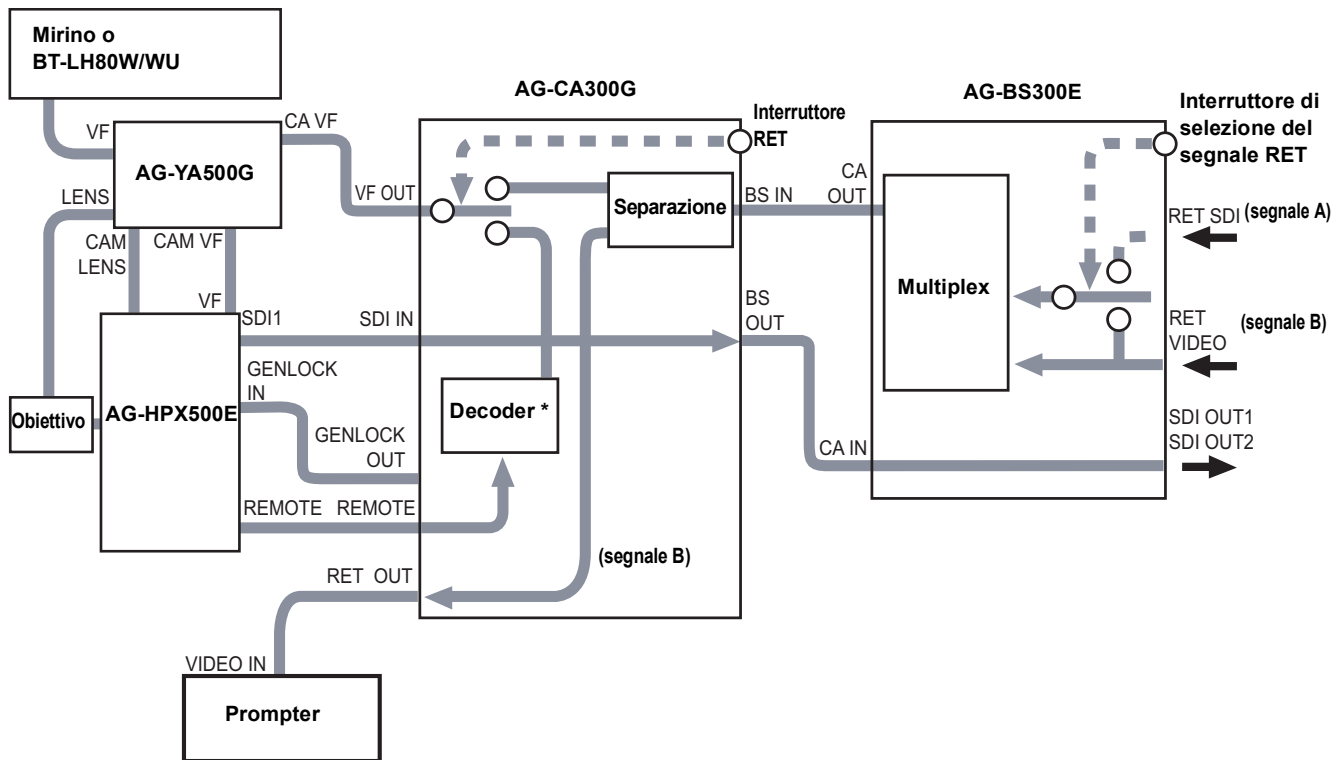 Mirino o
BT-LH80W/WU
AG-CA300G
AG-BS300E
Interruttore
RET
Interruttore di
selezione del
segnale RET
VF
CA VF
AG-YA500G
LENS
CAM
LENS
CAM VF
VF OUT
Separazione
BS IN
CA
OUT
RET SDI
(segnale A)
Multiplex
VF
SDI1
SDI IN
BS
OUT
RET
VIDEO
(segnale B)
GENLOCK
IN
Obiettivo
AG-HPX500E
Decoder *
GENLOCK
OUT
CA IN
SDI OUT1
SDI OUT2
REMOTE
REMOTE
(segnale B)
RET OUT
VIDEO IN
Prompter